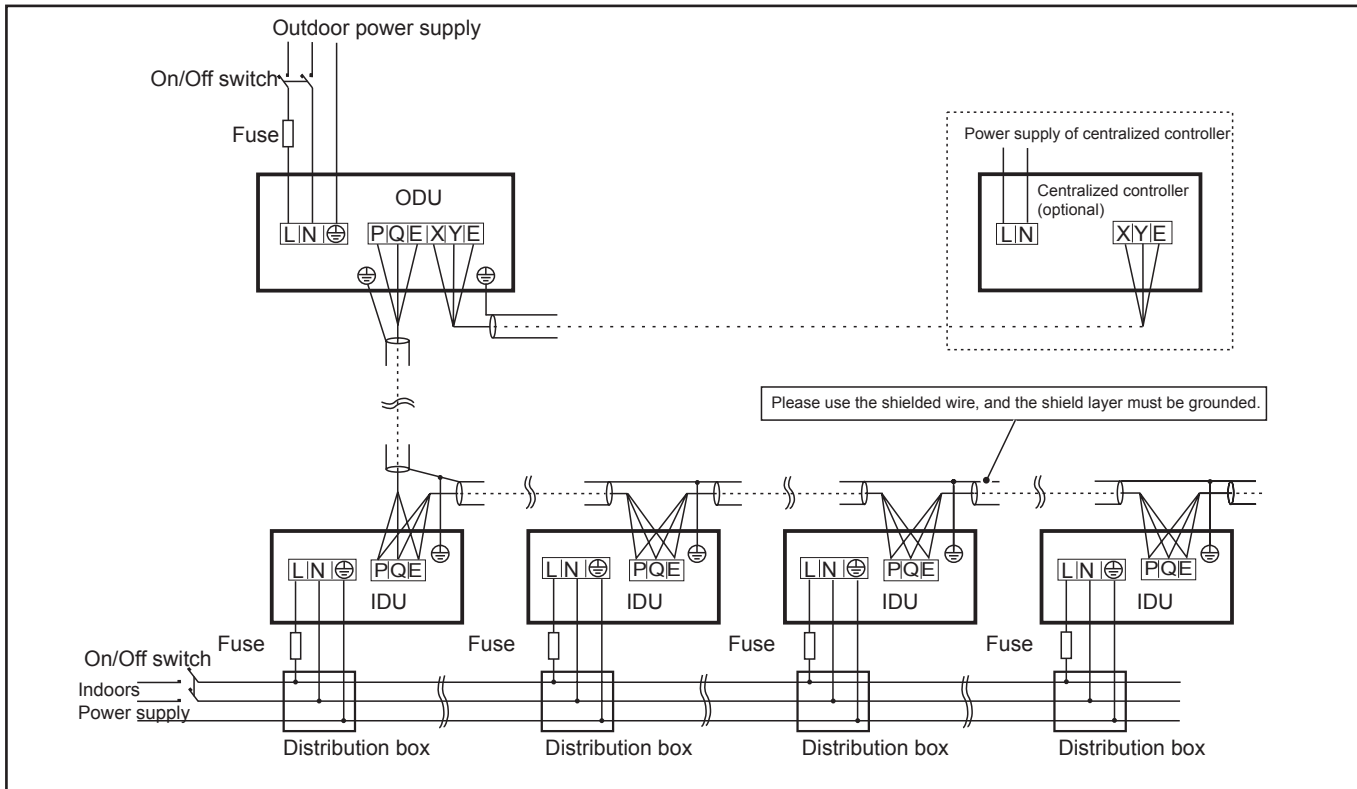 Outdoor power supply
On/Off switch
Fuse
Power supply of centralized controller
ODU
Centralized controller
(optional)
L N ⏚ P Q E X Y E
L N
X Y E
Please use the shielded wire, and the shield layer must be grounded.
L N ⏚ P Q E
L N ⏚ P Q E
L N ⏚ P Q E
L N ⏚ P Q E
IDU
IDU
IDU
IDU
Fuse
Fuse
Fuse
Fuse
On/Off switch
Indoors
Power supply
Distribution box
Distribution box
Distribution box
Distribution box